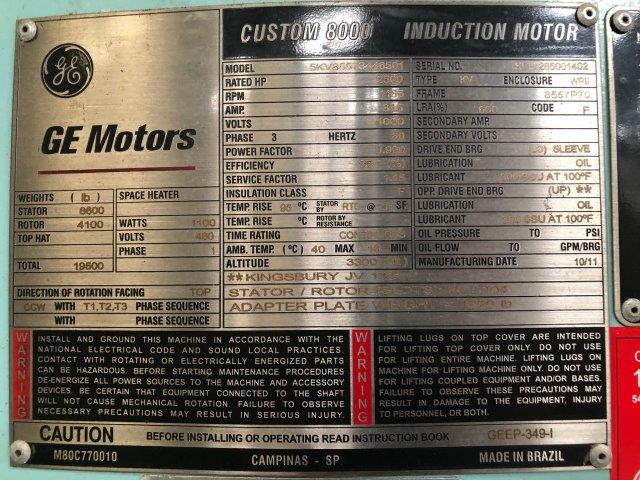 CUSTOM 8000 INDUCTION MOTOR
GE
GE Motors
MODEL
SERIAL NO.
RATED HP
TYPE ENCLOSURE WPII
RPM
FRAME 8557P70
AMP.
LRA(%) CODE F
VOLTS
SECONDARY AMP.
PHASE 3 HERTZ
SECONDARY VOLTS
POWER FACTOR
DRIVE END BRG SLEEVE
EFFICIENCY
LUBRICATION OIL
SERVICE FACTOR
LUBRICANT SSU AT 100°F
INSULATION CLASS F
OPP. DRIVE END BRG (UP) **
TEMP. RISE °C STATOR BY SF
LUBRICATION OIL
TEMP. RISE °C ROTOR BY RESISTANCE
LUBRICANT SSU AT 100°F
TIME RATING
OIL PRESSURE TO PSI
AMB. TEMP. (°C) 40 MAX MIN
OIL FLOW TO GPM/BRG
ALTITUDE 3300
MANUFACTURING DATE 10/11
WEIGHTS ( lb ) SPACE HEATER
STATOR 8600
ROTOR 4100 WATTS 1100
TOP HAT VOLTS 480
PHASE 1
TOTAL 19500
DIRECTION OF ROTATION FACING TOP
CCW WITH T1,T2,T3 PHASE SEQUENCE
WITH PHASE SEQUENCE
**KINGSBURY JV
STATOR / ROTOR
ADAPTER PLATE
WARNING
INSTALL AND GROUND THIS MACHINE IN ACCORDANCE WITH THE
NATIONAL ELECTRICAL CODE AND SOUND LOCAL PRACTICES.
CONTACT WITH ROTATING OR ELECTRICALLY ENERGIZED PARTS
CAN BE HAZARDOUS. BEFORE STARTING MAINTENANCE PROCEDURES
DE-ENERGIZE ALL POWER SOURCES TO THE MACHINE AND ACCESSORY
DEVICES. BE CERTAIN THAT EQUIPMENT CONNECTED TO THE SHAFT
WILL NOT CAUSE MECHANICAL ROTATION. FAILURE TO OBSERVE
NECESSARY PRECAUTIONS MAY RESULT IN SERIOUS INJURY.
WARNING
LIFTING LUGS ON TOP COVER ARE INTENDED
FOR LIFTING TOP COVER ONLY. DO NOT USE
FOR LIFTING ENTIRE MACHINE. LIFTING LUGS ON
MACHINE FOR LIFTING MACHINE ONLY. DO NOT USE
FOR LIFTING COUPLED EQUIPMENT AND/OR BASES.
FAILURE TO OBSERVE THESE PRECAUTIONS MAY
RESULT IN DAMAGE TO THE EQUIPMENT, INJURY
TO PERSONNEL, OR BOTH.
CAUTION BEFORE INSTALLING OR OPERATING READ INSTRUCTION BOOK GEEP-349-I
M80C770010 CAMPINAS - SP MADE IN BRAZIL